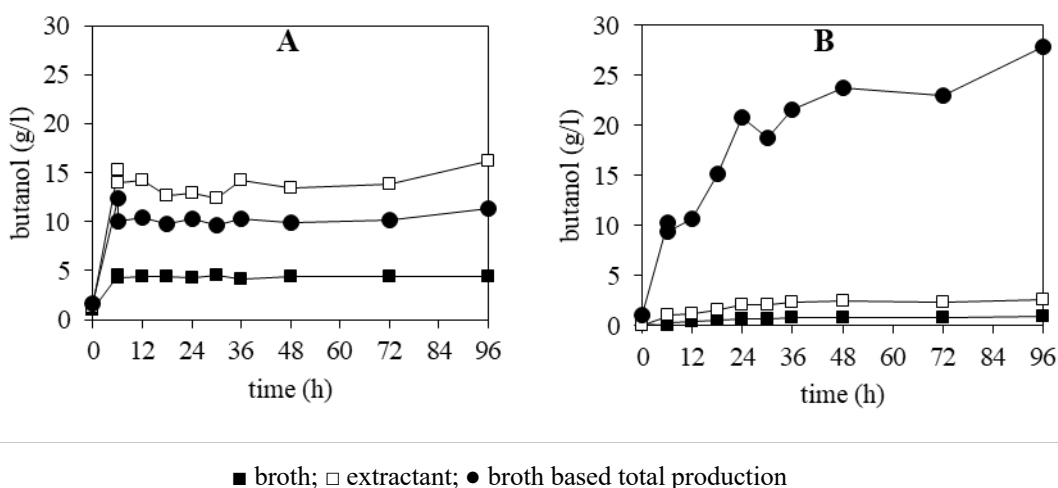 A
butanol (g/l)
30
25
20
15
10
5
0
0 12 24 36 48 60 72 84 96
time (h)
B
butanol (g/l)
30
25
20
15
10
5
0
0 12 24 36 48 60 72 84 96
time (h)
■ broth; □ extractant; ● broth based total production